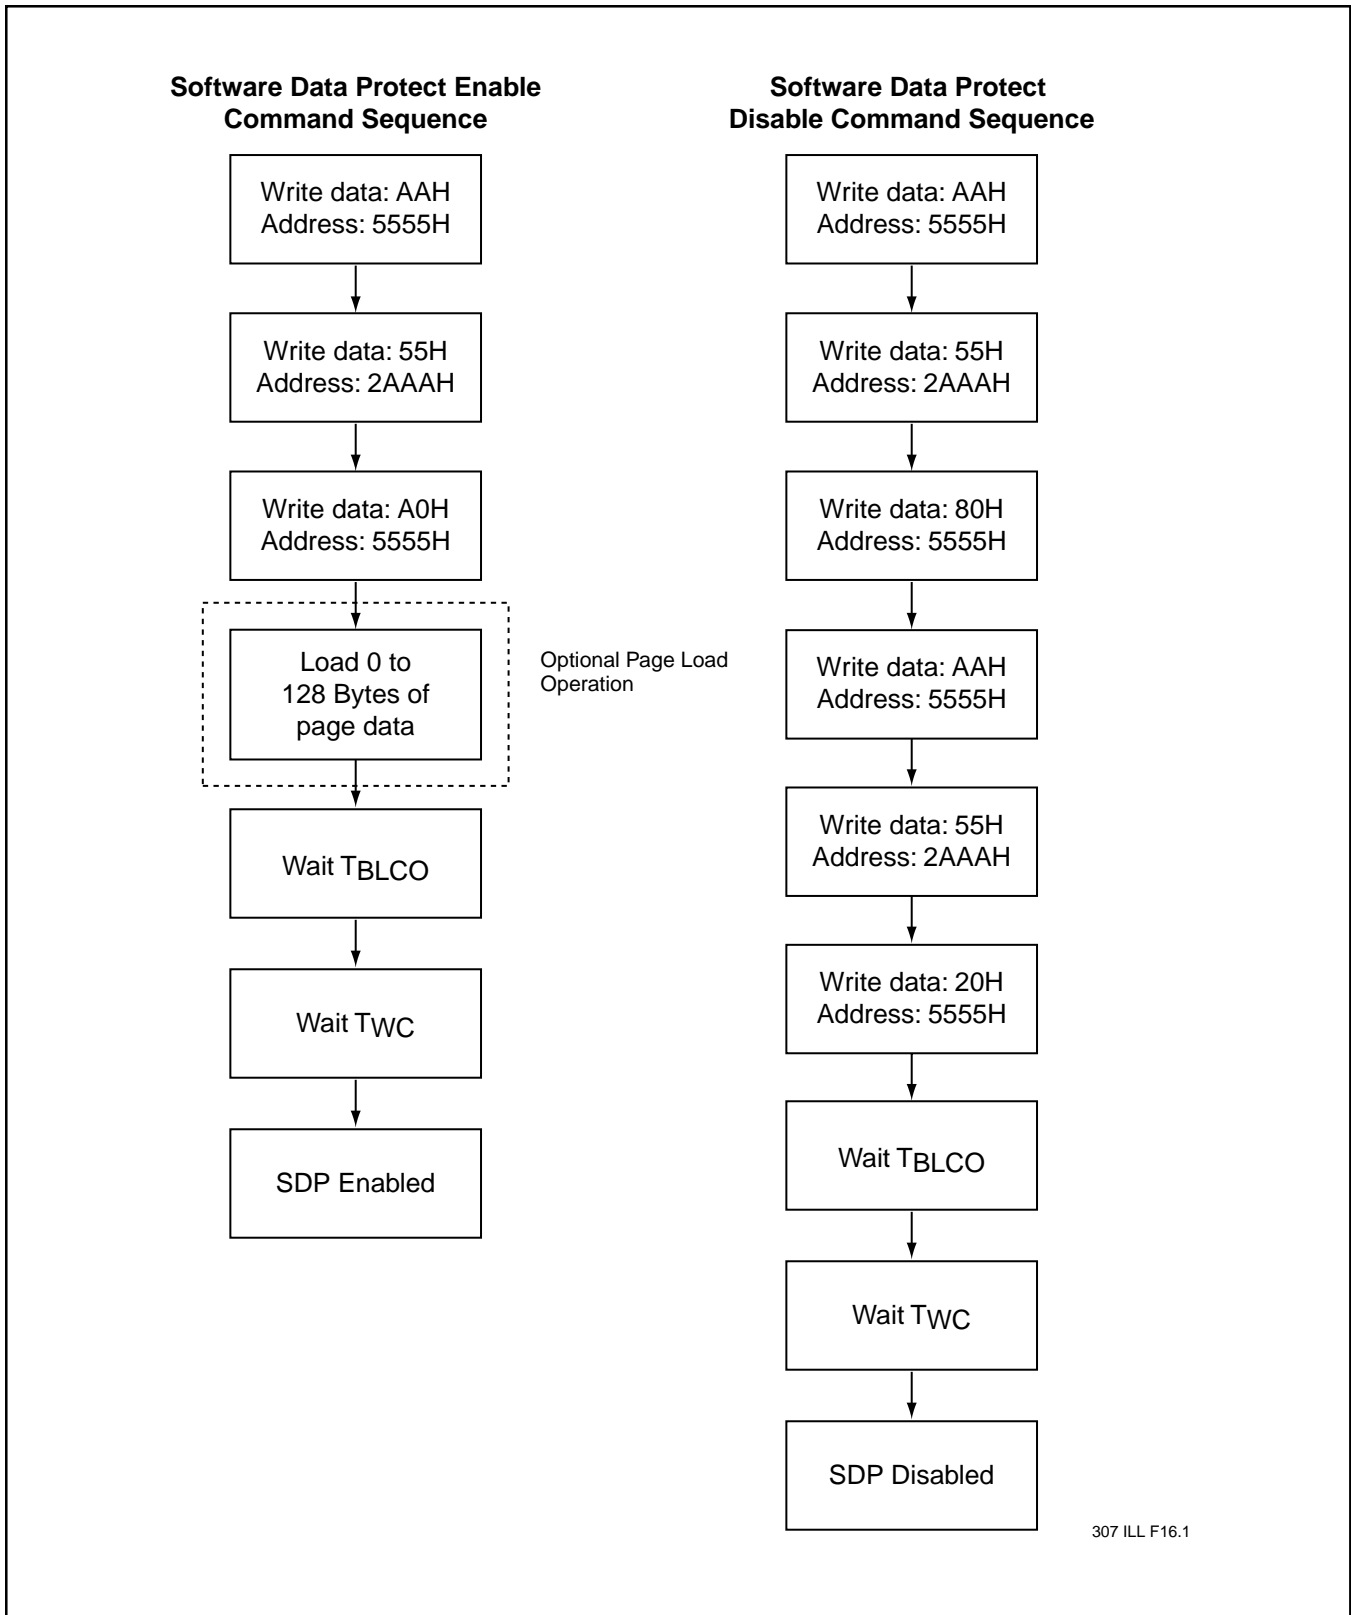 Software Data Protect Enable
Command Sequence
Write data: AAH
Address: 5555H
Write data: 55H
Address: 2AAAH
Write data: A0H
Address: 5555H
Load 0 to
128 Bytes of
page data
Optional Page Load
Operation
Wait TBLCO
Wait TWC
SDP Enabled
Software Data Protect
Disable Command Sequence
Write data: AAH
Address: 5555H
Write data: 55H
Address: 2AAAH
Write data: 80H
Address: 5555H
Write data: AAH
Address: 5555H
Write data: 55H
Address: 2AAAH
Write data: 20H
Address: 5555H
Wait TBLCO
Wait TWC
SDP Disabled
307 ILL F16.1